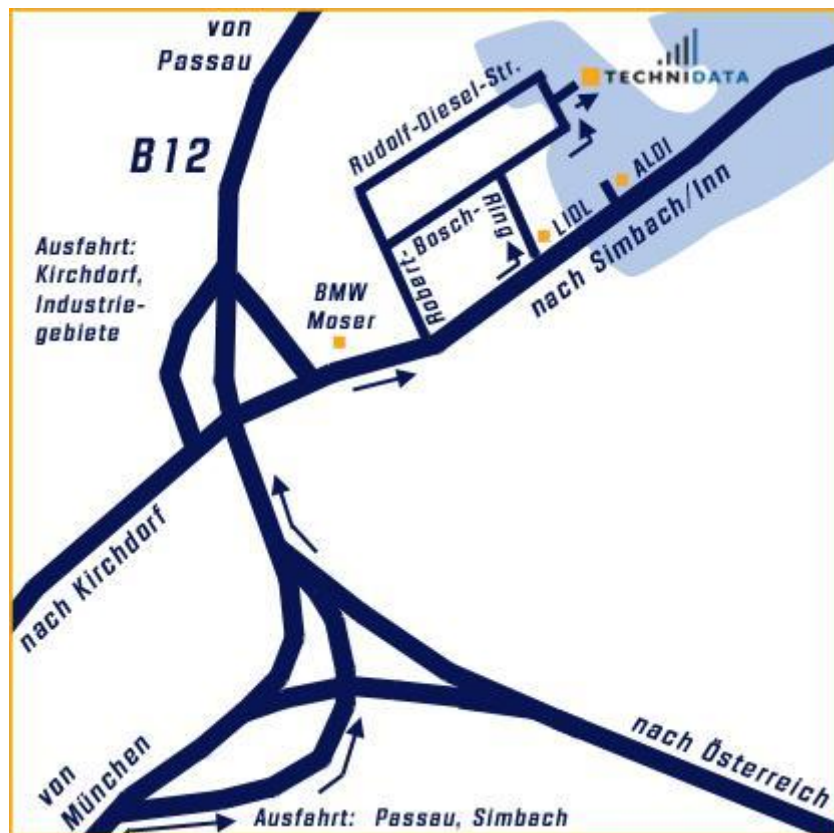 von
Passau
B12
Rudolf-Diesel-Str.
TECHNIDATA
ALDI
LIDL
Robert-
Bosch-
Ring
nach Simbach/Inn
Ausfahrt:
Kirchdorf,
Industrie-
gebiete
BMW
Moser
nach Kirchdorf
nach Österreich
von
München
Ausfahrt: Passau, Simbach